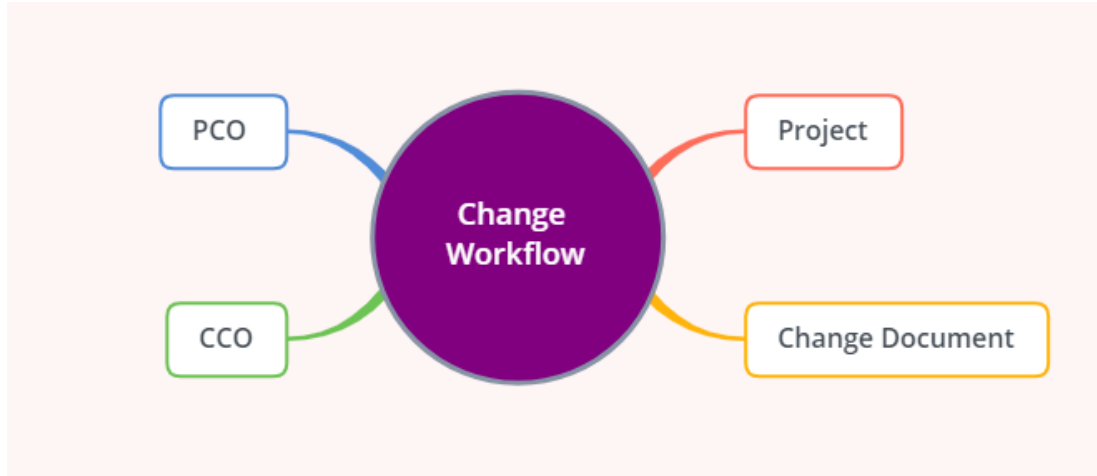 PCO
Project
Change
Workflow
CCO
Change Document